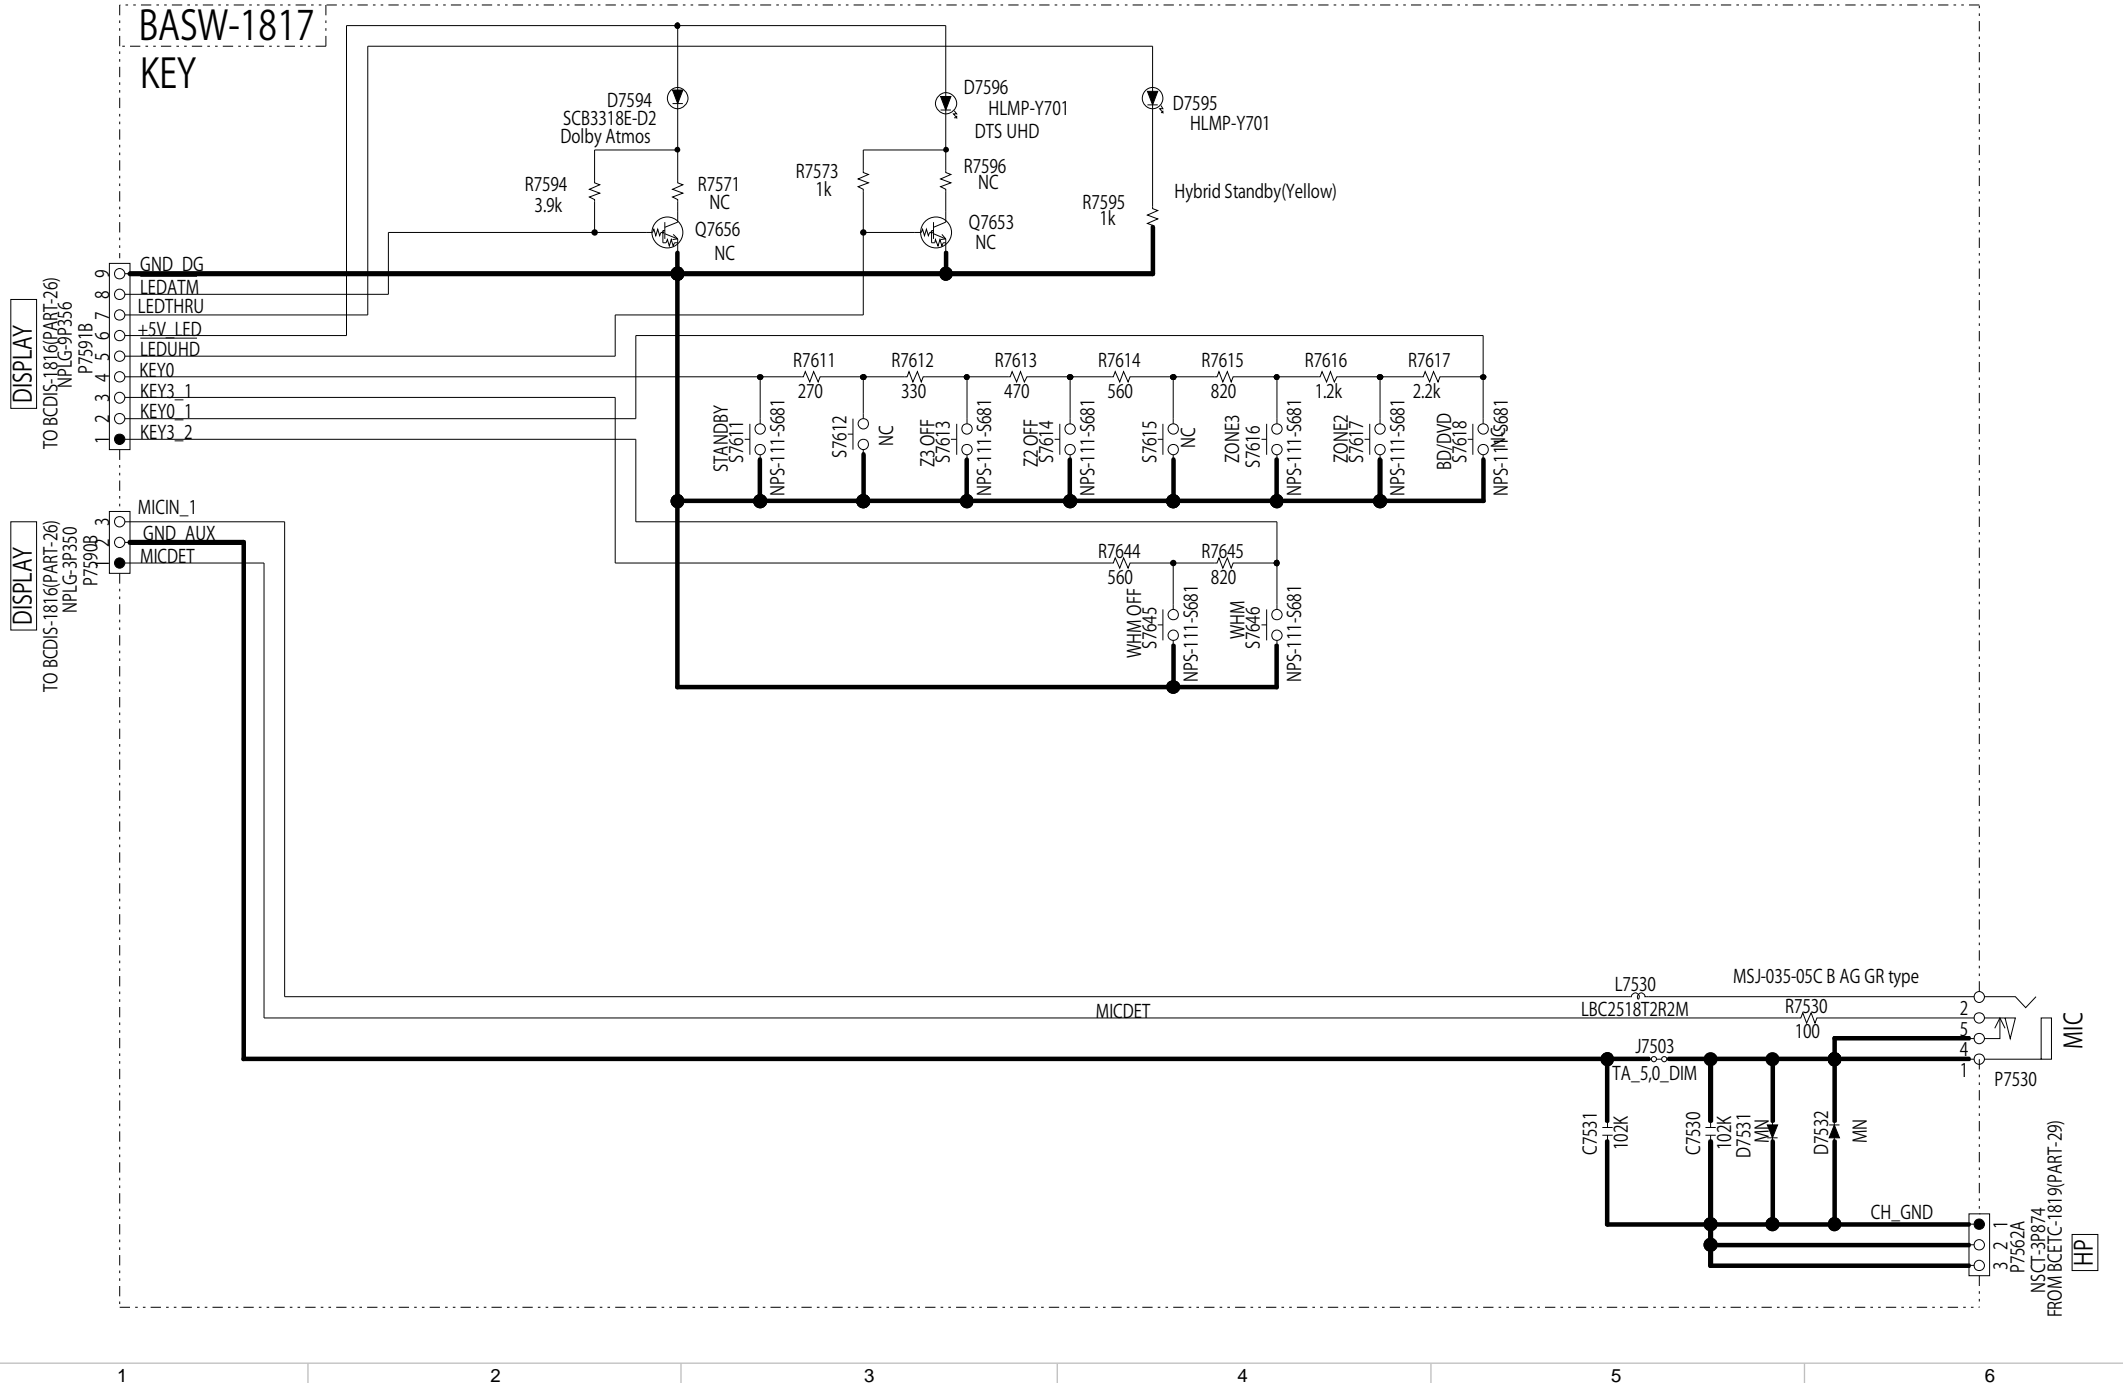 BASW-1817
KEY
D7594
SCB3318E-D2
Dolby Atmos
D7596
HLMP-Y701
DTS UHD
D7595
HLMP-Y701
R7594
3.9k
R7571
NC
Q7656
NC
R7573
1k
R7596
NC
Q7653
NC
R7595
1k
Hybrid Standby(Yellow)
DISPLAY
TO BCDIS-1816(PART-26)
NPLG-9P356
P7591B
9
GND_DG
8
LEDATM
7
LEDTHRU
6
+5V_LED
5
LEDUHD
4
KEY0
3
KEY3_1
2
KEY0_1
1
KEY3_2
R7611
270
R7612
330
R7613
470
R7614
560
R7615
820
R7616
1.2k
R7617
2.2k
STANDBY
S7611
NPS-111-S681
S7612
NC
Z3 OFF
S7613
NPS-111-S681
Z2 OFF
S7614
NPS-111-S681
S7615
NC
ZONE3
S7616
NPS-111-S681
ZONE2
S7617
NPS-111-S681
BD/DVD
S7618
NPS-111-S681
NC
DISPLAY
TO BCDIS-1816(PART-26)
NPLG-3P350
P7590B
3
MICIN_1
2
GND_AUX
1
MICDET
R7644
560
R7645
820
WHM OFF
S7645
NPS-111-S681
WHM
S7646
NPS-111-S681
L7530
LBC2518T2R2M
MSJ-035-05C B AG GR type
MICDET
R7530
100
2
5
4
1
MIC
P7530
J7503
TA_5,0_DIM
C7531
102K
C7530
102K
D7531
MN
D7532
MN
CH_GND
1
2
3
P7562A
NSCT-3P874
FROM BCETC-1819(PART-29)
HP
1
2
3
4
5
6